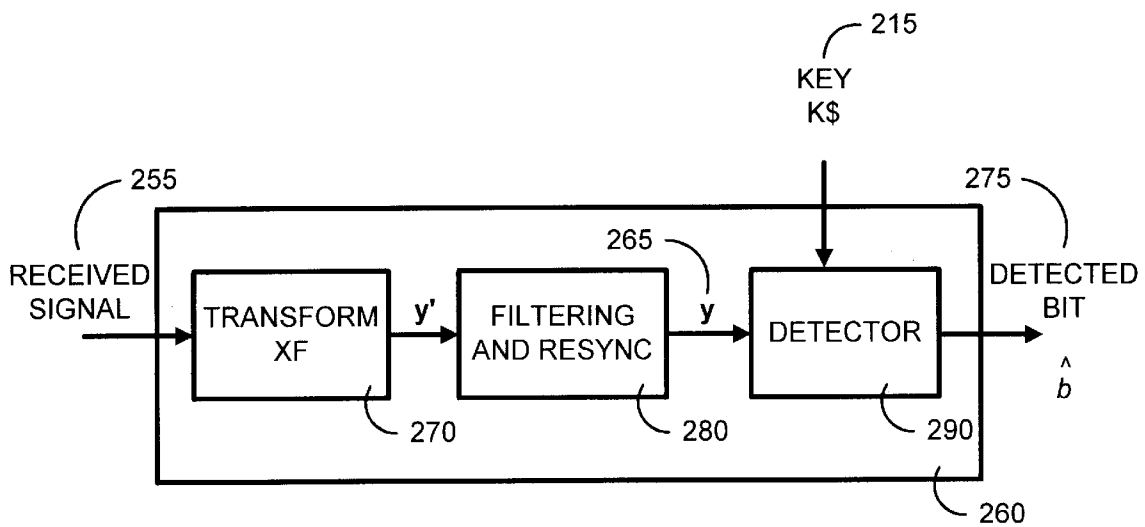 215
KEY
K$
255
275
RECEIVED
SIGNAL
TRANSFORM
XF
y'
FILTERING
AND RESYNC
265
y
DETECTOR
DETECTED
BIT
^
b
270
280
290
260